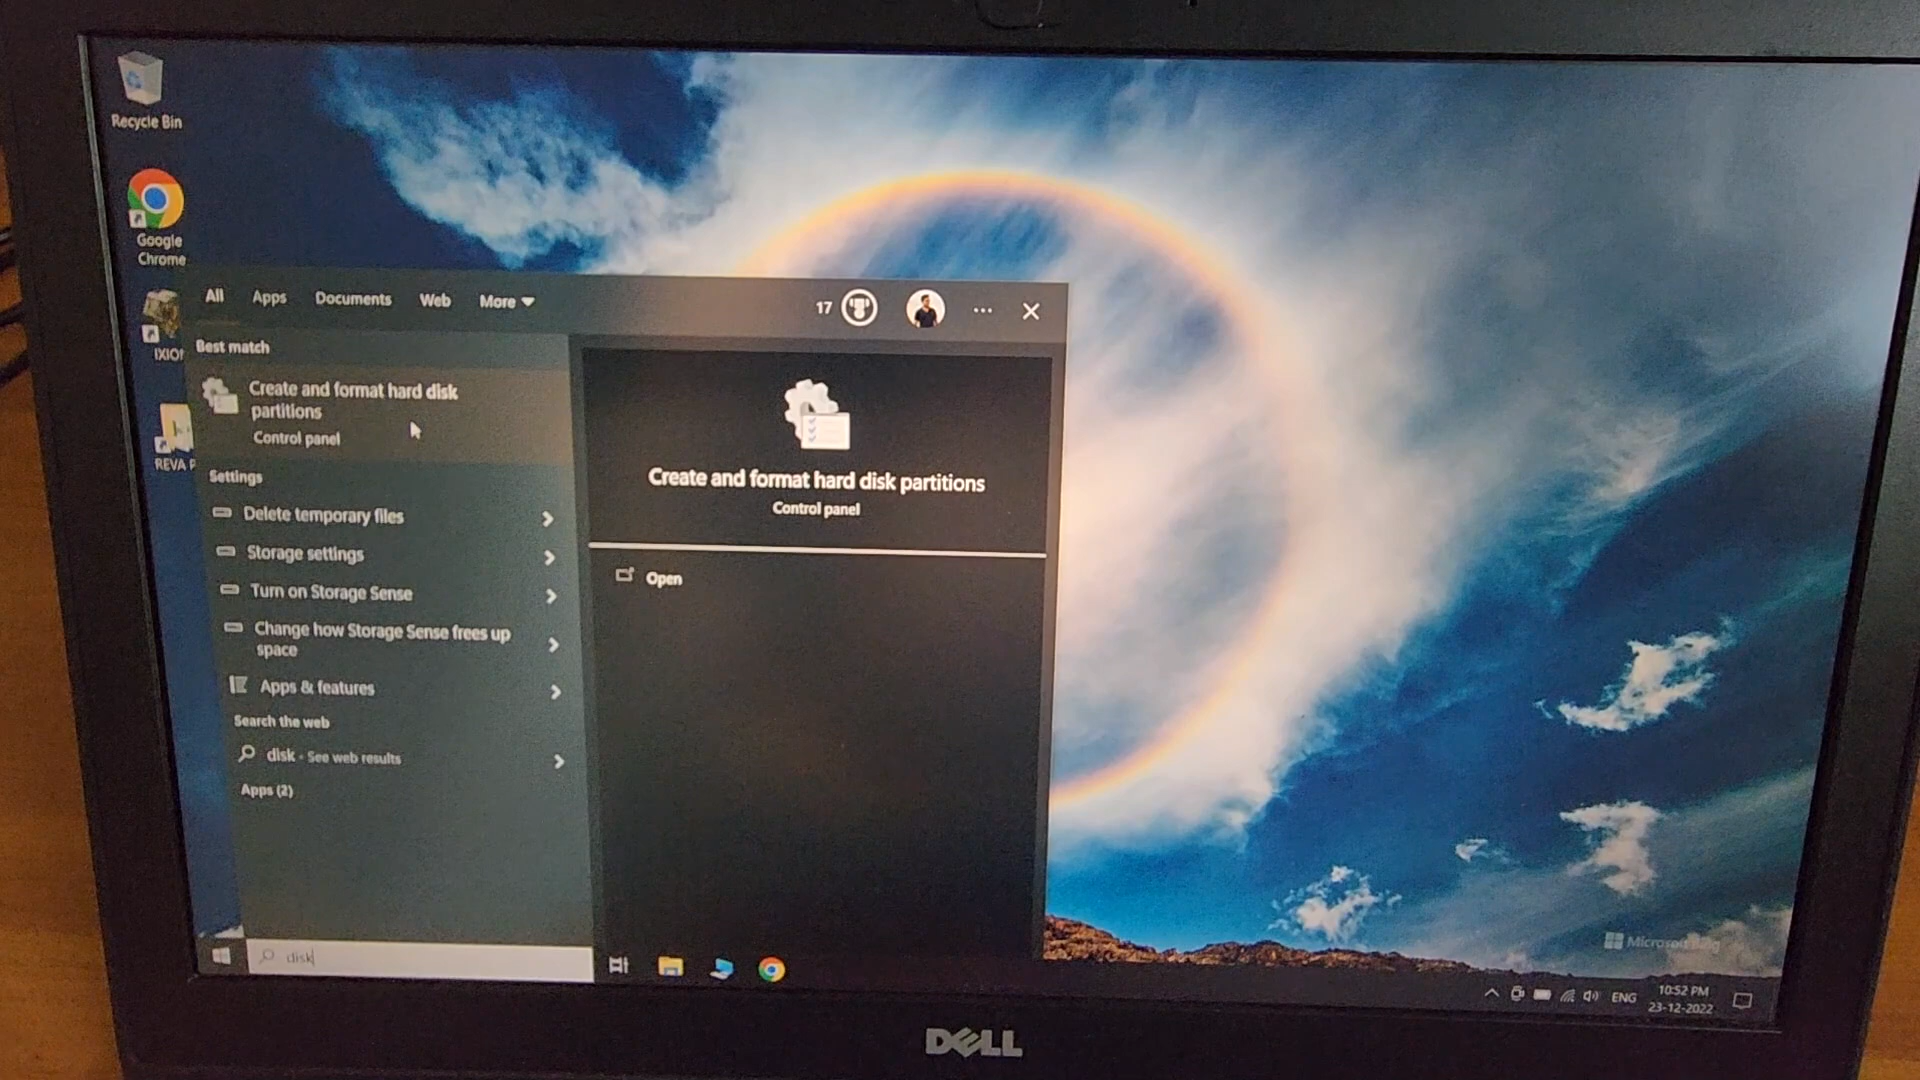 Recycle Bin
Google
Chrome
All Apps Documents Web More
17
Best match
Create and format hard disk
partitions
Control panel
Settings
Delete temporary files
Storage settings
Turn on Storage Sense
Change how Storage Sense frees up
space
Apps & features
Search the web
disk - See web results
Apps (2)
Create and format hard disk partitions
Control panel
Open
REVA P
disk
Microsoft Bing
ENG
10:52 PM
23-12-2022
DELL